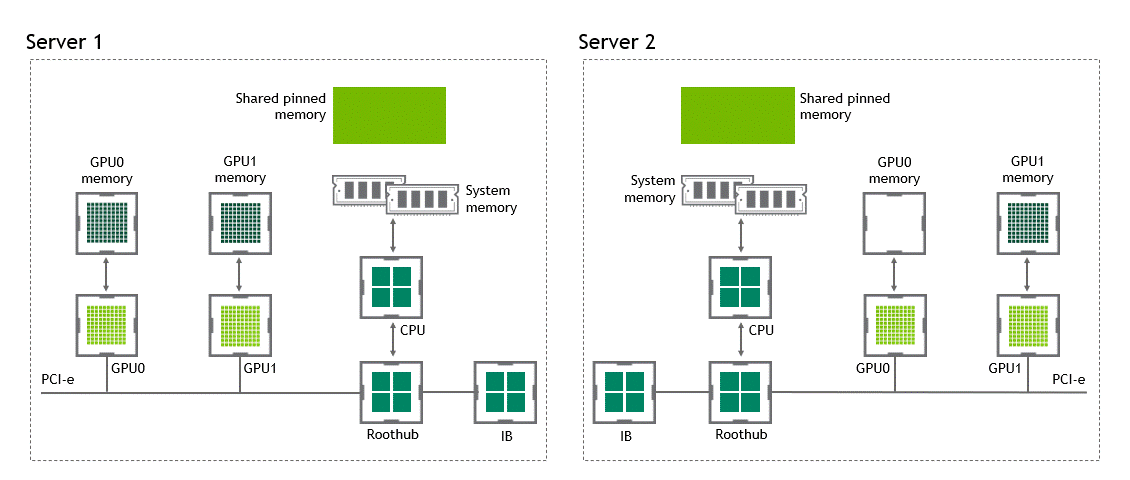 Server 1
Shared pinned
memory
GPU0
memory
GPU1
memory
System
memory
CPU
GPU0
GPU1
PCI-e
Roothub
IB
Server 2
Shared pinned
memory
System
memory
GPU0
memory
GPU1
memory
CPU
GPU0
GPU1
PCI-e
IB
Roothub